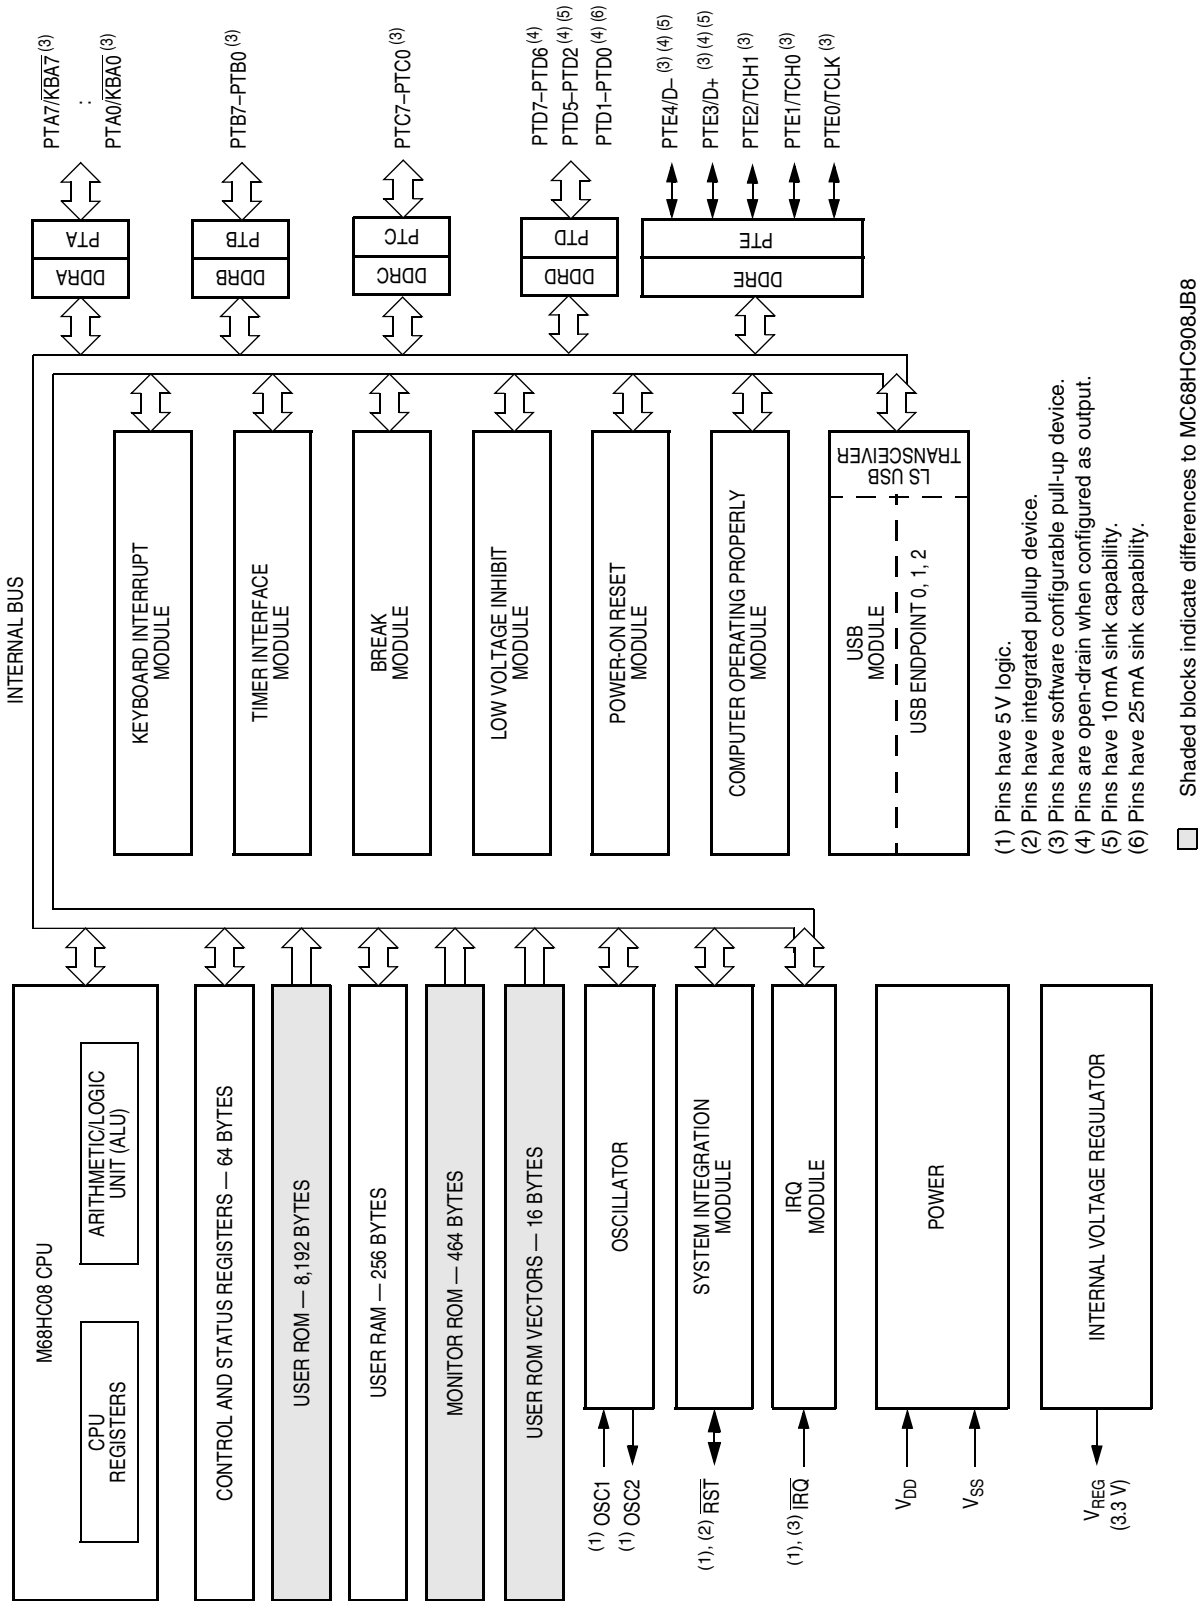 INTERNAL BUS
M68HC08 CPU
CPU
REGISTERS
ARITHMETIC/LOGIC
UNIT (ALU)
CONTROL AND STATUS REGISTERS — 64 BYTES
USER ROM — 8,192 BYTES
USER RAM — 256 BYTES
MONITOR ROM — 464 BYTES
USER ROM VECTORS — 16 BYTES
(1) OSC1
(1) OSC2
OSCILLATOR
(1), (2) RST
SYSTEM INTEGRATION
MODULE
(1), (3) IRQ
IRQ
MODULE
VDD
VSS
POWER
VREG
(3.3 V)
INTERNAL VOLTAGE REGULATOR
KEYBOARD INTERRUPT
MODULE
TIMER INTERFACE
MODULE
BREAK
MODULE
LOW VOLTAGE INHIBIT
MODULE
POWER-ON RESET
MODULE
COMPUTER OPERATING PROPERLY
MODULE
USB
MODULE
USB ENDPOINT 0, 1, 2
LS USB
TRANSCEIVER
DDRA
PTA
PTA7/KBA7 (3)
:
PTA0/KBA0 (3)
DDRB
PTB
PTB7–PTB0 (3)
DDRC
PTC
PTC7–PTC0 (3)
DDRD
PTD
PTD7–PTD6 (4)
PTD5–PTD2 (4) (5)
PTD1–PTD0 (4) (6)
DDRE
PTE
PTE4/D– (3) (4) (5)
PTE3/D+ (3) (4) (5)
PTE2/TCH1 (3)
PTE1/TCH0 (3)
PTE0/TCLK (3)
(1) Pins have 5 V logic.
(2) Pins have integrated pullup device.
(3) Pins have software configurable pull-up device.
(4) Pins are open-drain when configured as output.
(5) Pins have 10 mA sink capability.
(6) Pins have 25 mA sink capability.
Shaded blocks indicate differences to MC68HC908JB8